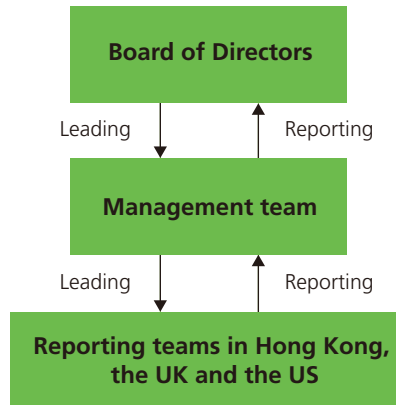 Board of Directors
Leading
Reporting
Management team
Leading
Reporting
Reporting teams in Hong Kong,
the UK and the US